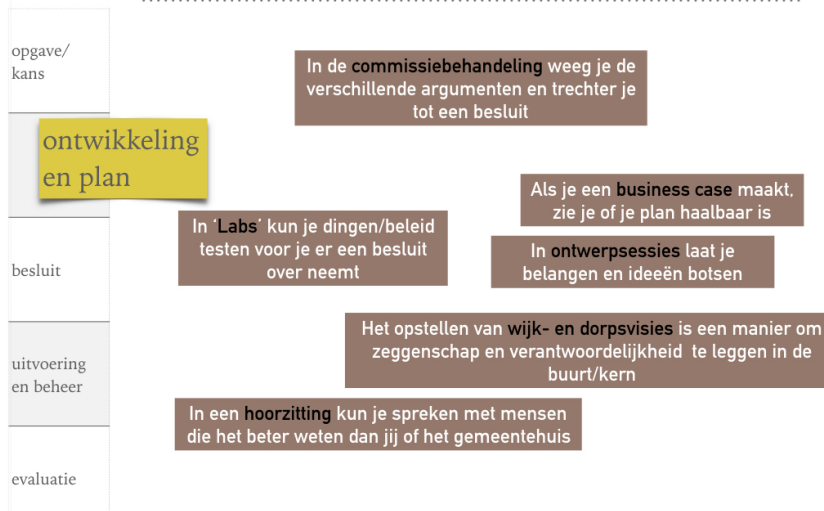 opgave/
kans
ontwikkeling
en plan
besluit
uitvoering
en beheer
evaluatie
In de commissiebehandeling weeg je de
verschillende argumenten en trechter je
tot een besluit
Als je een business case maakt,
zie je of je plan haalbaar is
In 'Labs' kun je dingen/beleid
testen voor je er een besluit
over neemt
In ontwerpsessies laat je
belangen en ideeën botsen
Het opstellen van wijk- en dorpsvisies is een manier om
zeggenschap en verantwoordelijkheid te leggen in de
buurt/kern
In een hoorzitting kun je spreken met mensen
die het beter weten dan jij of het gemeentehuis